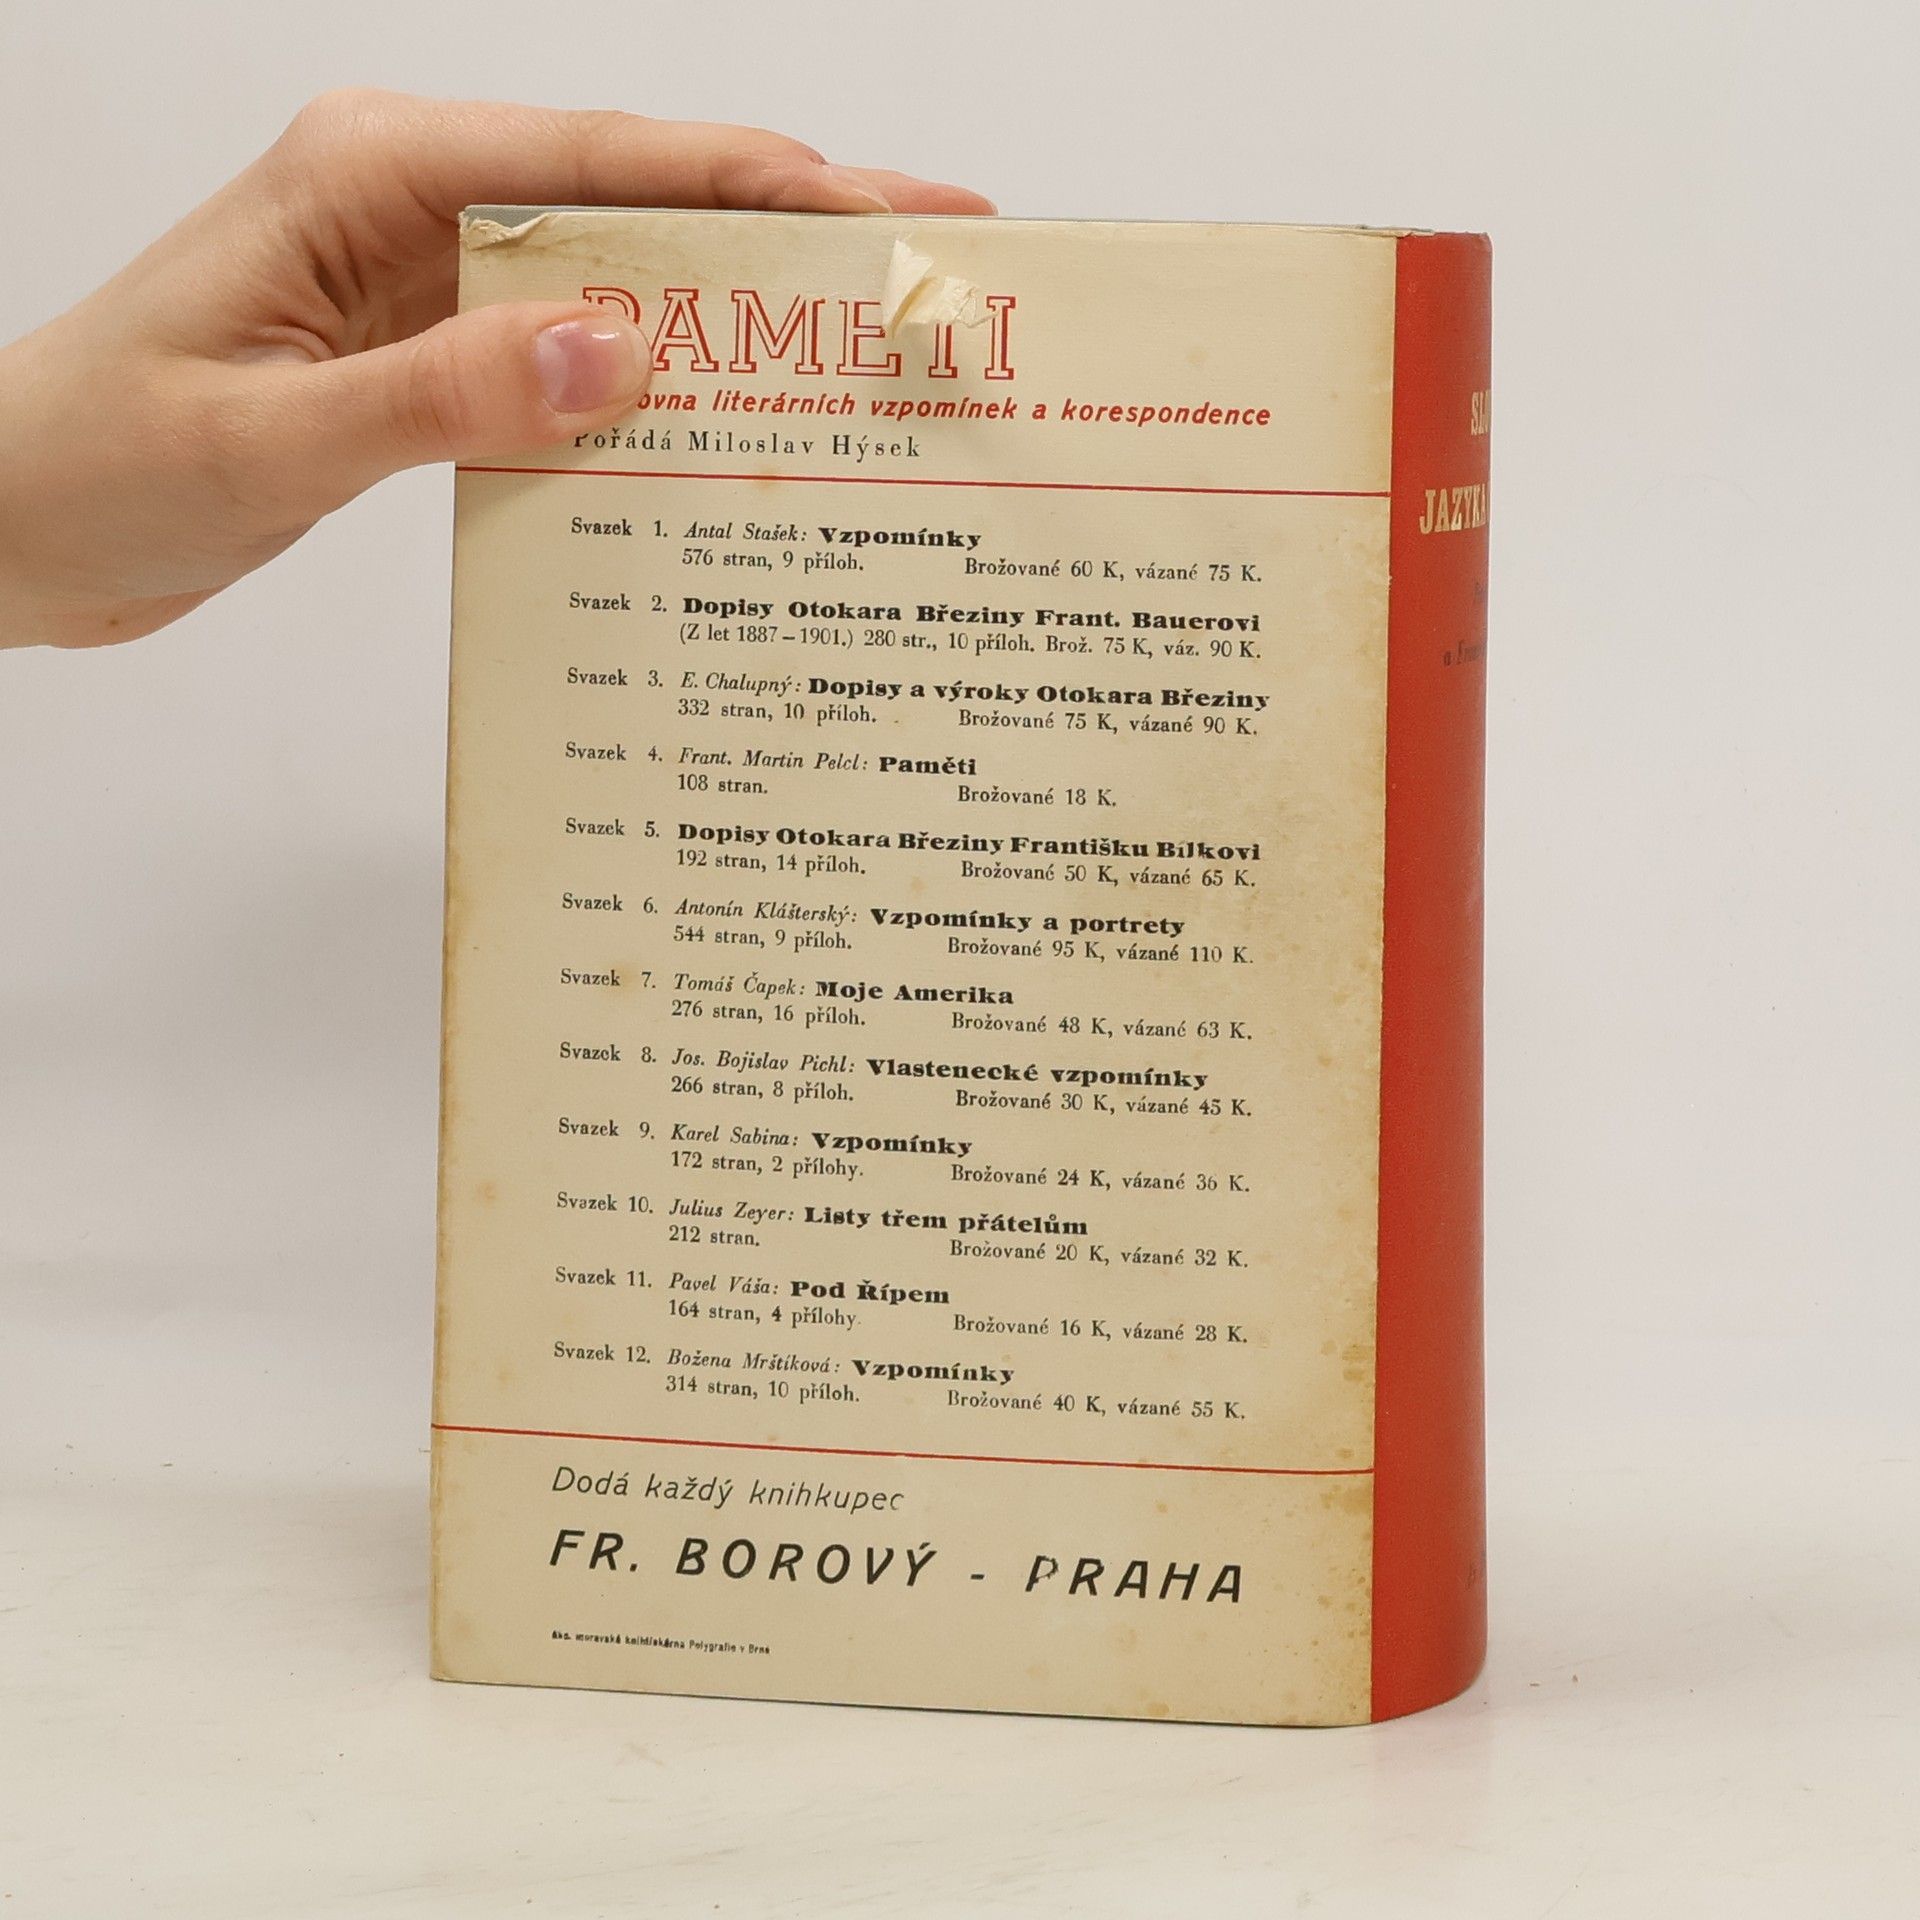 PAMĚTI
literárních vzpomínek a korespondence
Pořádá Miloslav Hýsek
Svazek 1. Antal Stašek: Vzpomínky
576 stran, 9 příloh. Brožované 60 K, vázané 75 K.
Svazek 2. Dopisy Otokara Březiny Frant. Bauerovi
(Z let 1887–1901.) 280 str., 10 příloh. Brož. 75 K, váz. 90 K.
Svazek 3. E. Chalupný: Dopisy a výroky Otokara Březiny
332 stran, 10 příloh. Brožované 75 K, vázané 90 K.
Svazek 4. Frant. Martin Pelcl: Paměti
108 stran. Brožované 18 K.
Svazek 5. Dopisy Otokara Březiny Františku Bílkovi
192 stran, 14 příloh. Brožované 50 K, vázané 65 K.
Svazek 6. Antonín Klášterský: Vzpomínky a portrety
544 stran, 9 příloh. Brožované 95 K, vázané 110 K.
Svazek 7. Tomáš Čapek: Moje Amerika
276 stran, 16 příloh. Brožované 48 K, vázané 63 K.
Svazek 8. Jos. Bojislav Pichl: Vlastenecké vzpomínky
266 stran, 8 příloh. Brožované 30 K, vázané 45 K.
Svazek 9. Karel Sabina: Vzpomínky
172 stran, 2 přílohy. Brožované 24 K, vázané 36 K.
Svazek 10. Julius Zeyer: Listy třem přátelům
212 stran. Brožované 20 K, vázané 32 K.
Svazek 11. Pavel Váša: Pod Řípem
164 stran, 4 přílohy. Brožované 16 K, vázané 28 K.
Svazek 12. Božena Mrštíková: Vzpomínky
314 stran, 10 příloh. Brožované 40 K, vázané 55 K.
Dodá každý knihkupec
FR. BOROVÝ - PRAHA
Akc. moravská knihtiskárna Polygrafie v Brně
JAZYKA